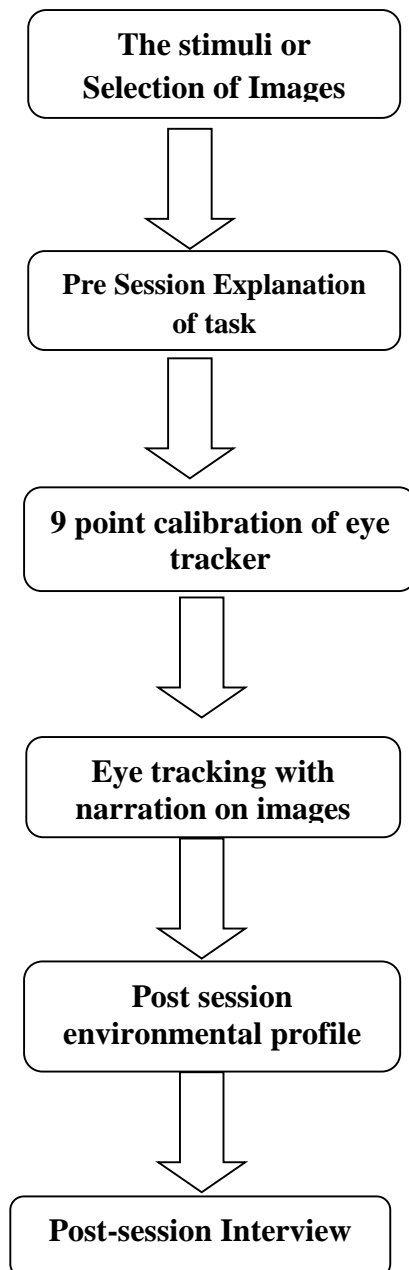 The stimuli or
Selection of Images
Pre Session Explanation
of task
9 point calibration of eye
tracker
Eye tracking with
narration on images
Post session
environmental profile
Post-session Interview